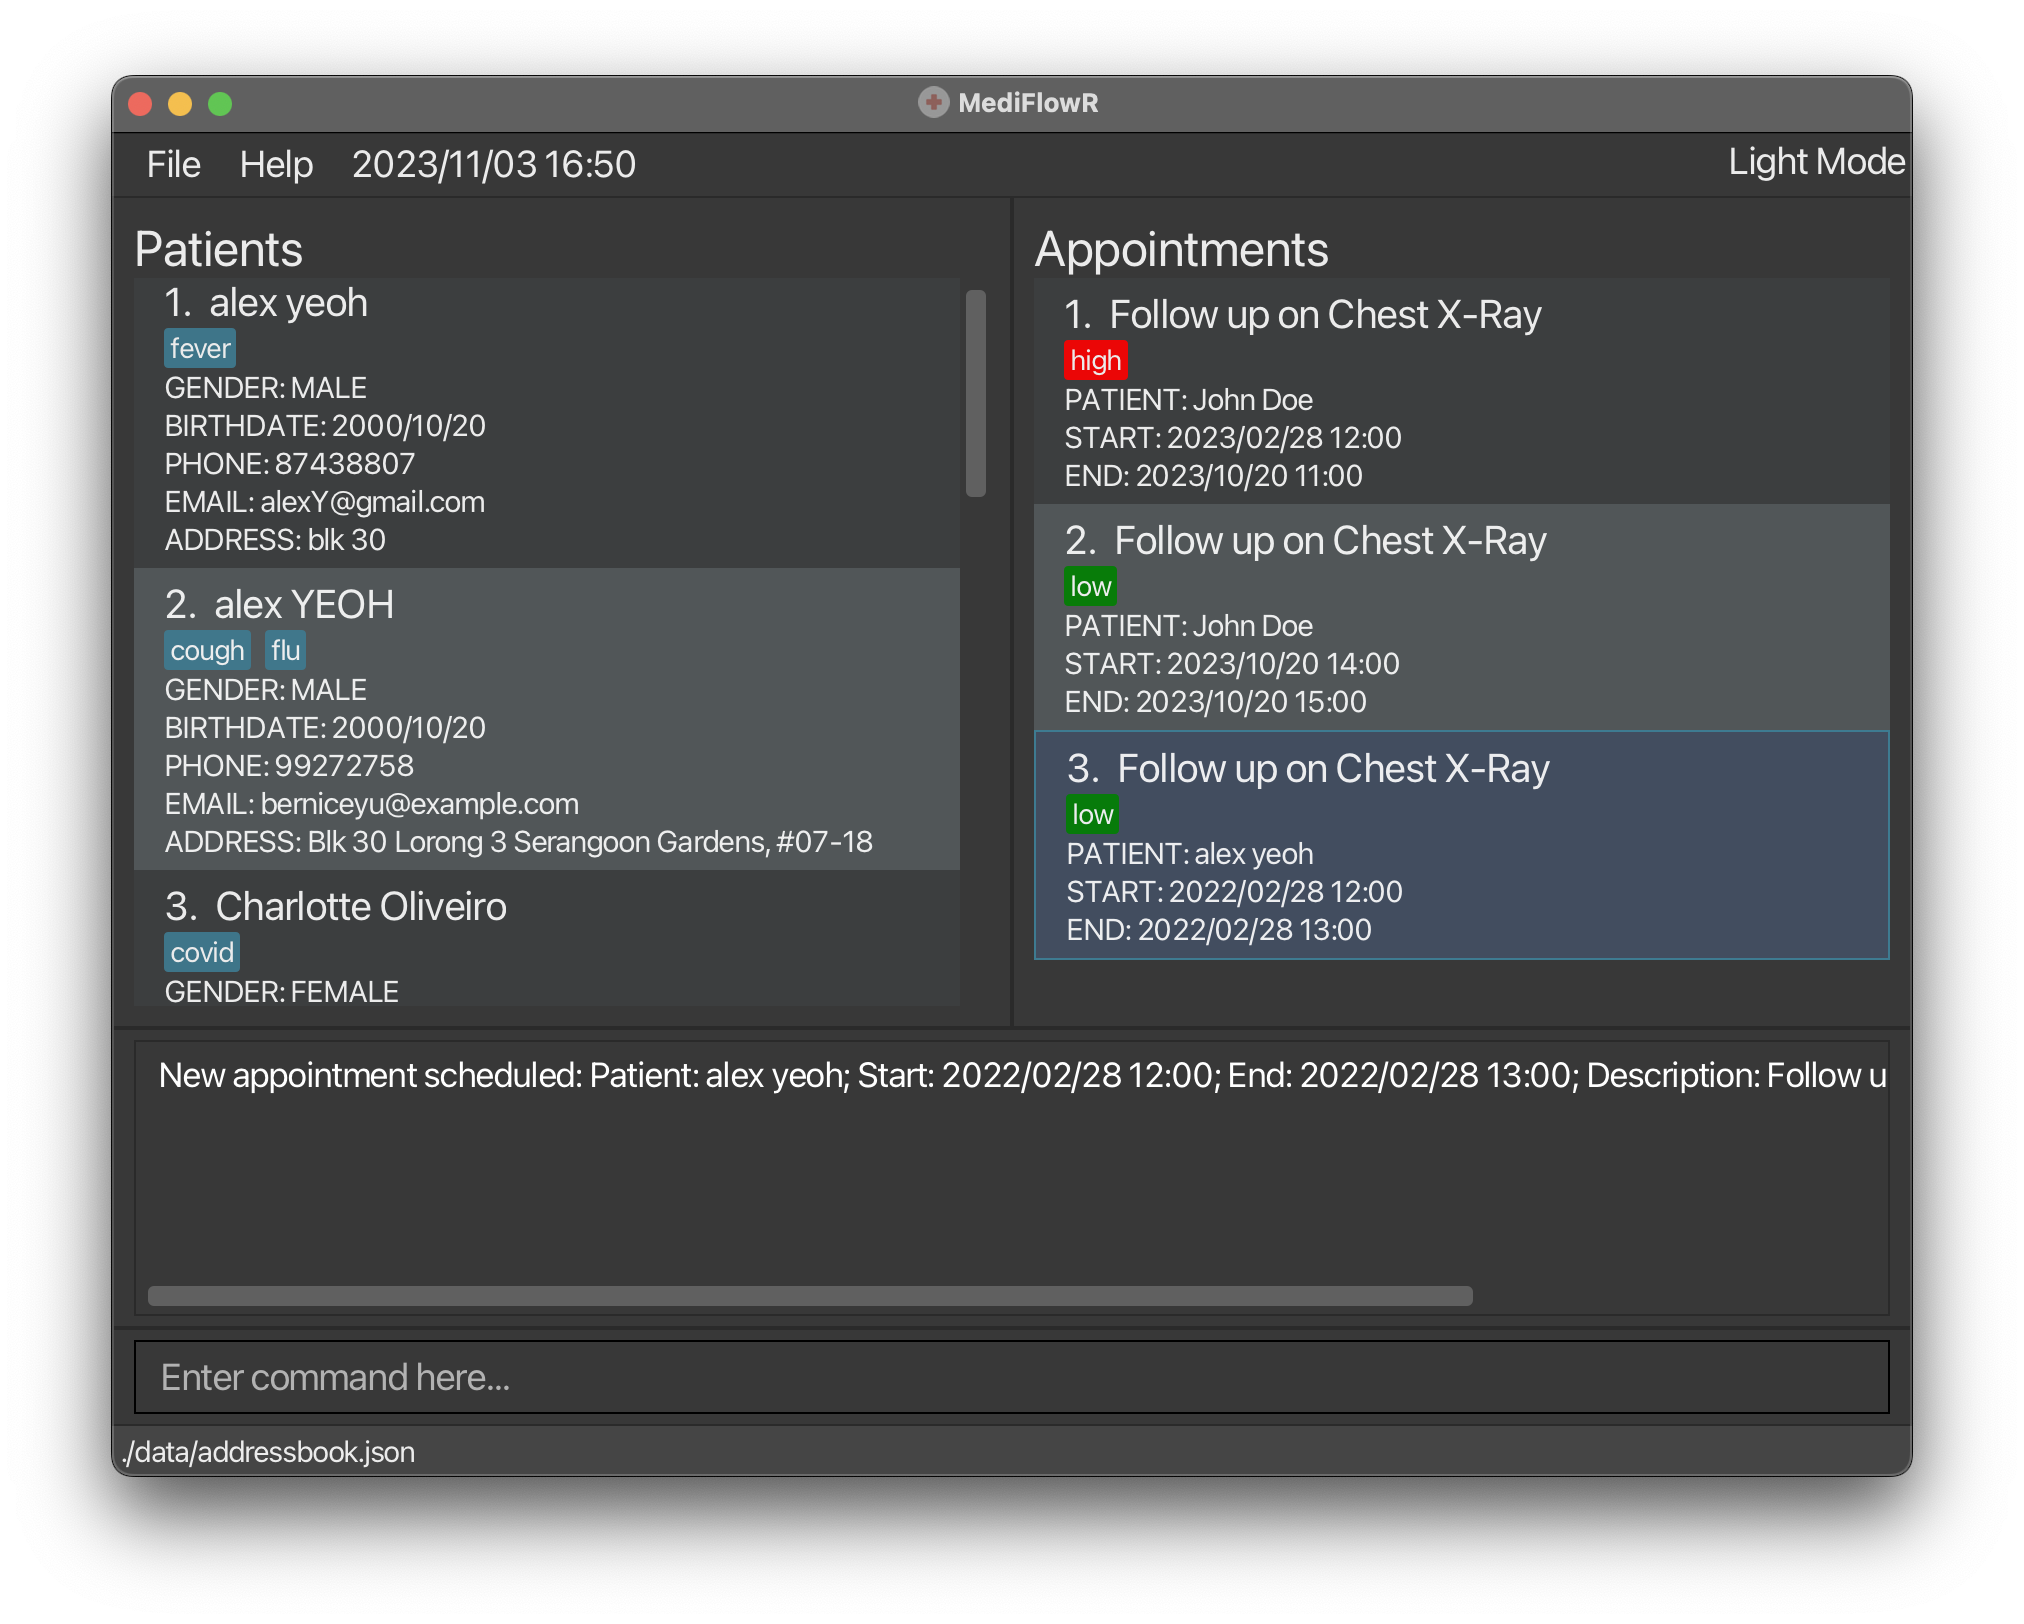 MediFlowR
File Help 2023/11/03 16:50 Light Mode
Patients
1. alex yeoh
fever
GENDER: MALE
BIRTHDATE: 2000/10/20
PHONE: 87438807
EMAIL: alexY@gmail.com
ADDRESS: blk 30
2. alex YEOH
cough flu
GENDER: MALE
BIRTHDATE: 2000/10/20
PHONE: 99272758
EMAIL: berniceyu@example.com
ADDRESS: Blk 30 Lorong 3 Serangoon Gardens, #07-18
3. Charlotte Oliveiro
covid
GENDER: FEMALE
Appointments
1. Follow up on Chest X-Ray
high
PATIENT: John Doe
START: 2023/02/28 12:00
END: 2023/10/20 11:00
2. Follow up on Chest X-Ray
low
PATIENT: John Doe
START: 2023/10/20 14:00
END: 2023/10/20 15:00
3. Follow up on Chest X-Ray
low
PATIENT: alex yeoh
START: 2022/02/28 12:00
END: 2022/02/28 13:00
New appointment scheduled: Patient: alex yeoh; Start: 2022/02/28 12:00; End: 2022/02/28 13:00; Description: Follow u
Enter command here...
./data/addressbook.json